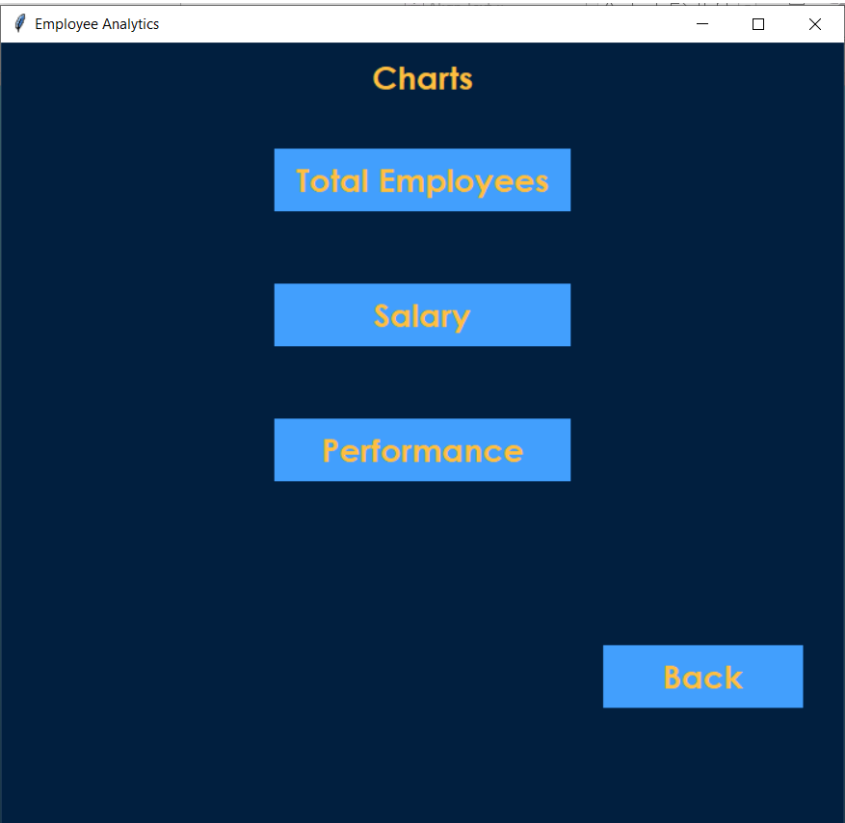 Employee Analytics
Charts
Total Employees
Salary
Performance
Back